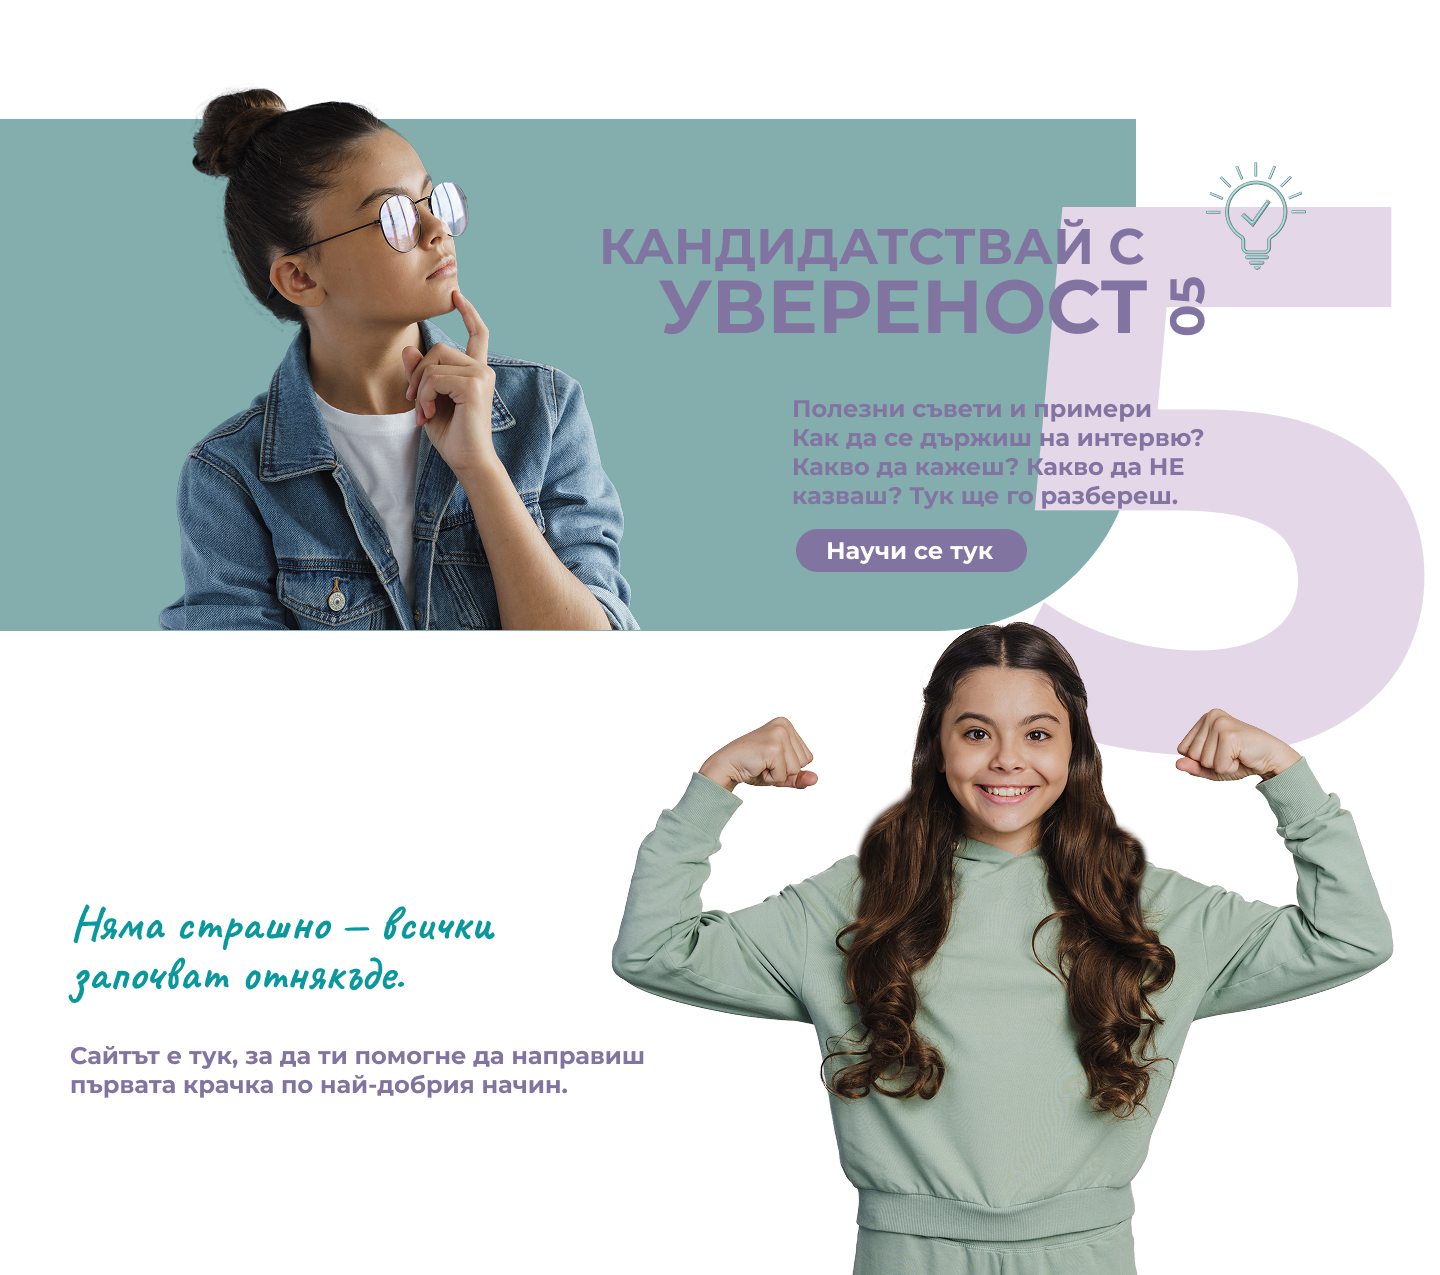 КАНДИДАТСТВАЙ С
УВЕРЕНОСТ
05
5
Полезни съвети и примери
Как да се държиш на интервю?
Какво да кажеш? Какво да НЕ
казваш? Тук ще го разбереш.
Научи се тук
Няма страшно – всички
започват отнякъде.
Сайтът е тук, за да ти помогне да направиш
първата крачка по най-добрия начин.